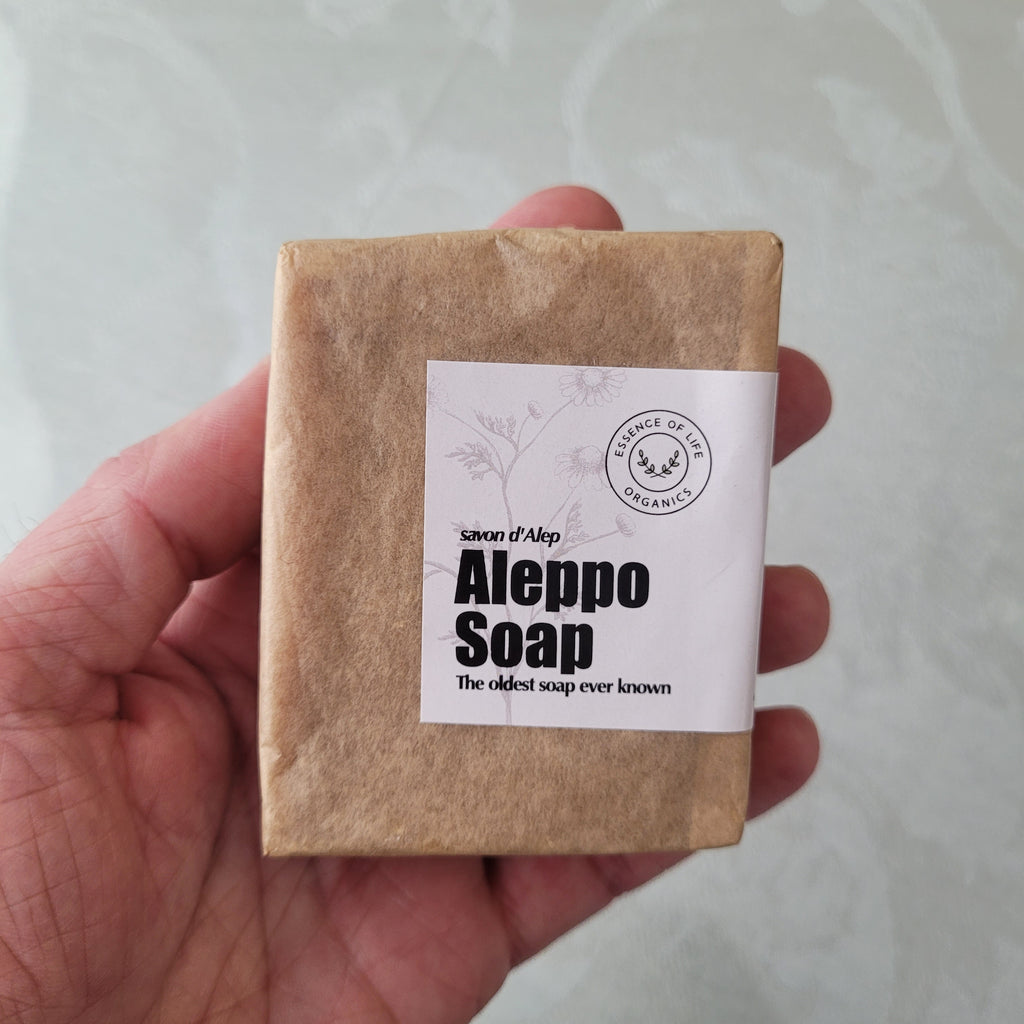 ESSENCE OF LIFE
ORGANICS
savon d'Alep
Aleppo
Soap
The oldest soap ever known